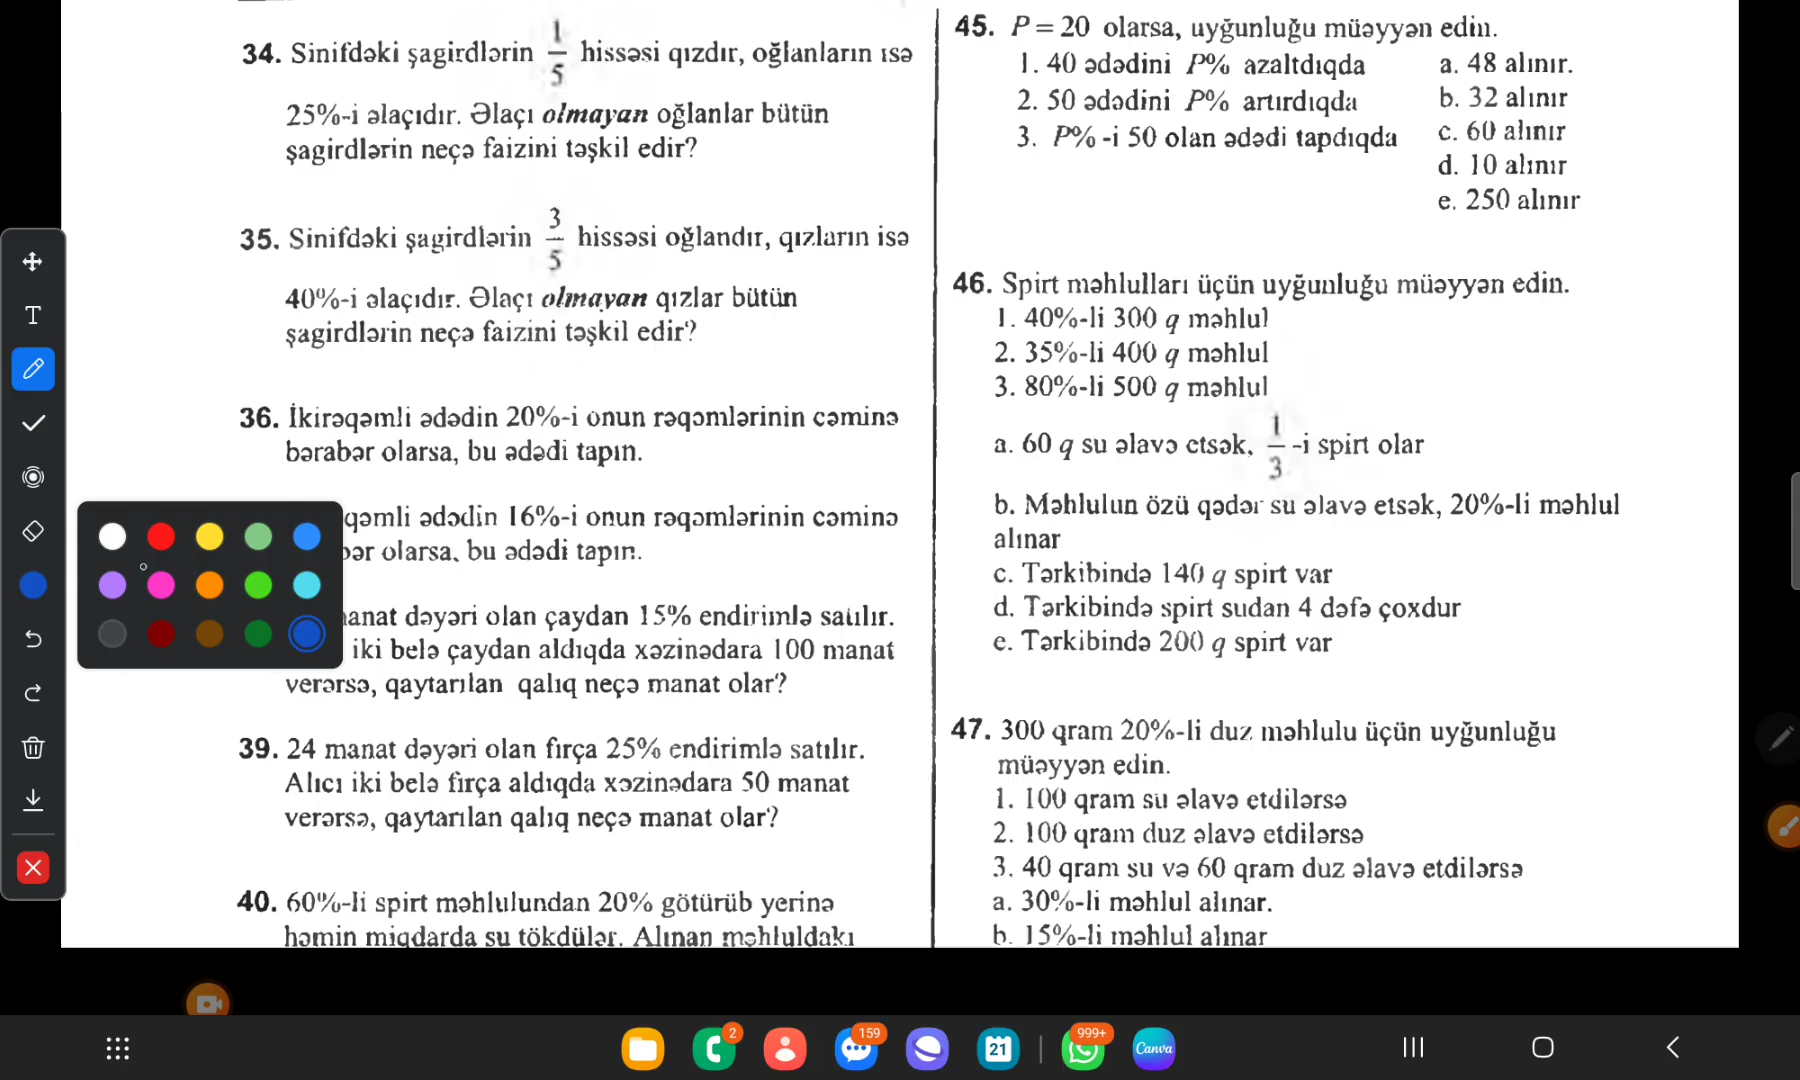 34. Sinifdəki şagirdlərin 1/5 hissəsi qızdır, oğlanların isə
25%-i əlaçıdır. Əlaçı olmayan oğlanlar bütün
şagirdlərin neçə faizini təşkil edir?
35. Sinifdəki şagirdlərin 3/5 hissəsi oğlandır, qızların isə
40%-i əlaçıdır. Əlaçı olmayan qızlar bütün
şagirdlərin neçə faizini təşkil edir?
36. İkirəqəmli ədədin 20%-i onun rəqəmlərinin cəminə
bərabər olarsa, bu ədədi tapın.
qəmli ədədin 16%-i onun rəqəmlərinin cəminə
ər olarsa, bu ədədi tapın.
anat dəyəri olan çaydan 15% endirimlə satılır.
iki belə çaydan aldıqda xəzinədara 100 manat
verərsə, qaytarılan qalıq neçə manat olar?
39. 24 manat dəyəri olan fırça 25% endirimlə satılır.
Alıcı iki belə fırça aldıqda xəzinədara 50 manat
verərsə, qaytarılan qalıq neçə manat olar?
40. 60%-li spirt məhlulundan 20% götürüb yerinə
həmin miqdarda su tökdülər. Alınan məhluldakı
45. P = 20 olarsa, uyğunluğu müəyyən edin.
1. 40 ədədini P% azaltdıqda
2. 50 ədədini P% artırdıqda
3. P% -i 50 olan ədədi tapdıqda
a. 48 alınır.
b. 32 alınır
c. 60 alınır
d. 10 alınır
e. 250 alınır
46. Spirt məhlulları üçün uyğunluğu müəyyən edin.
1. 40%-li 300 q məhlul
2. 35%-li 400 q məhlul
3. 80%-li 500 q məhlul
a. 60 q su əlavə etsək, 1/3 -i spirt olar
b. Məhlulun özü qədər su əlavə etsək, 20%-li məhlul
alınar
c. Tərkibində 140 q spirt var
d. Tərkibində spirt sudan 4 dəfə çoxdur
e. Tərkibində 200 q spirt var
47. 300 qram 20%-li duz məhlulu üçün uyğunluğu
müəyyən edin.
1. 100 qram su əlavə etdilərsə
2. 100 qram duz əlavə etdilərsə
3. 40 qram su və 60 qram duz əlavə etdilərsə
a. 30%-li məhlul alınar.
b. 15%-li məhlul alınar
T
2
159
21
999+
Canva